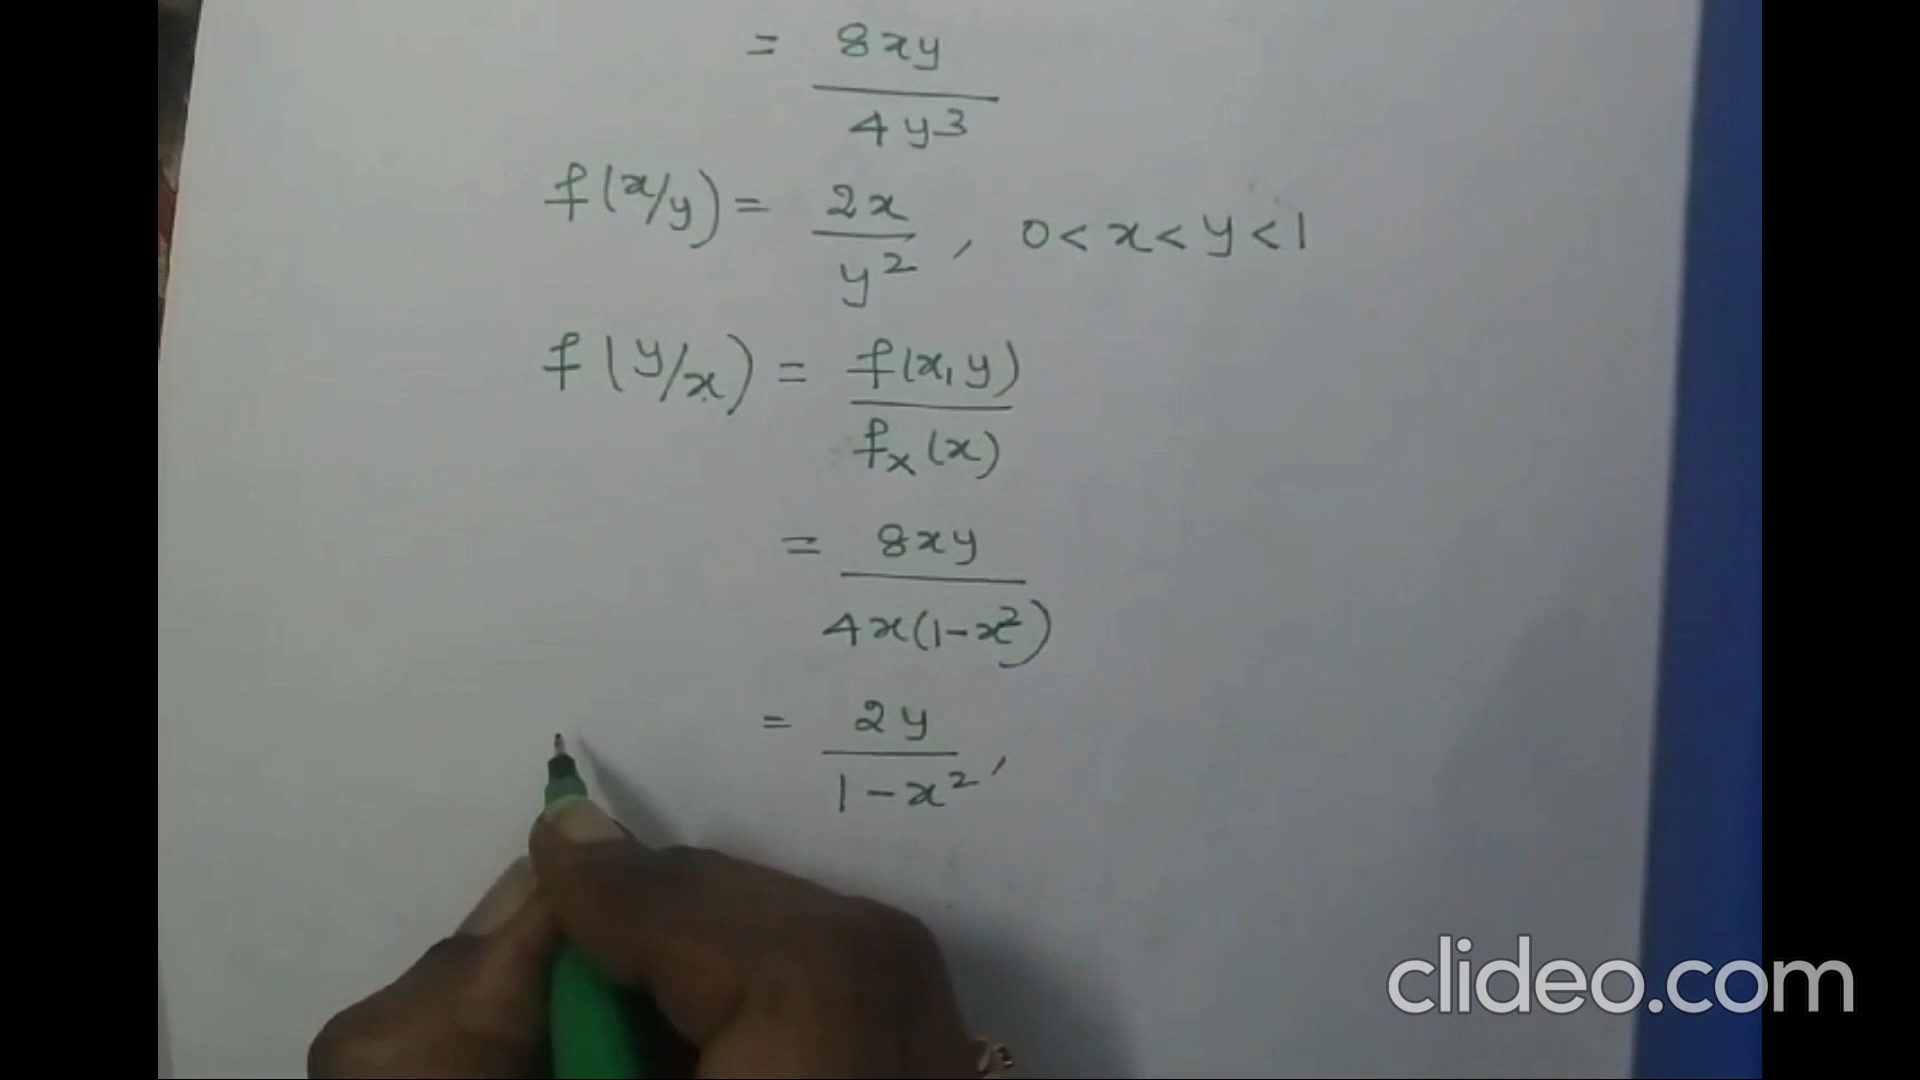 = 8xy / 4y³
f(x/y) = 2x / y², 0 < x < y < 1
f(y/x) = f(x,y) / fₓ(x)
= 8xy / 4x(1-x²)
= 2y / 1-x²,
clideo.com